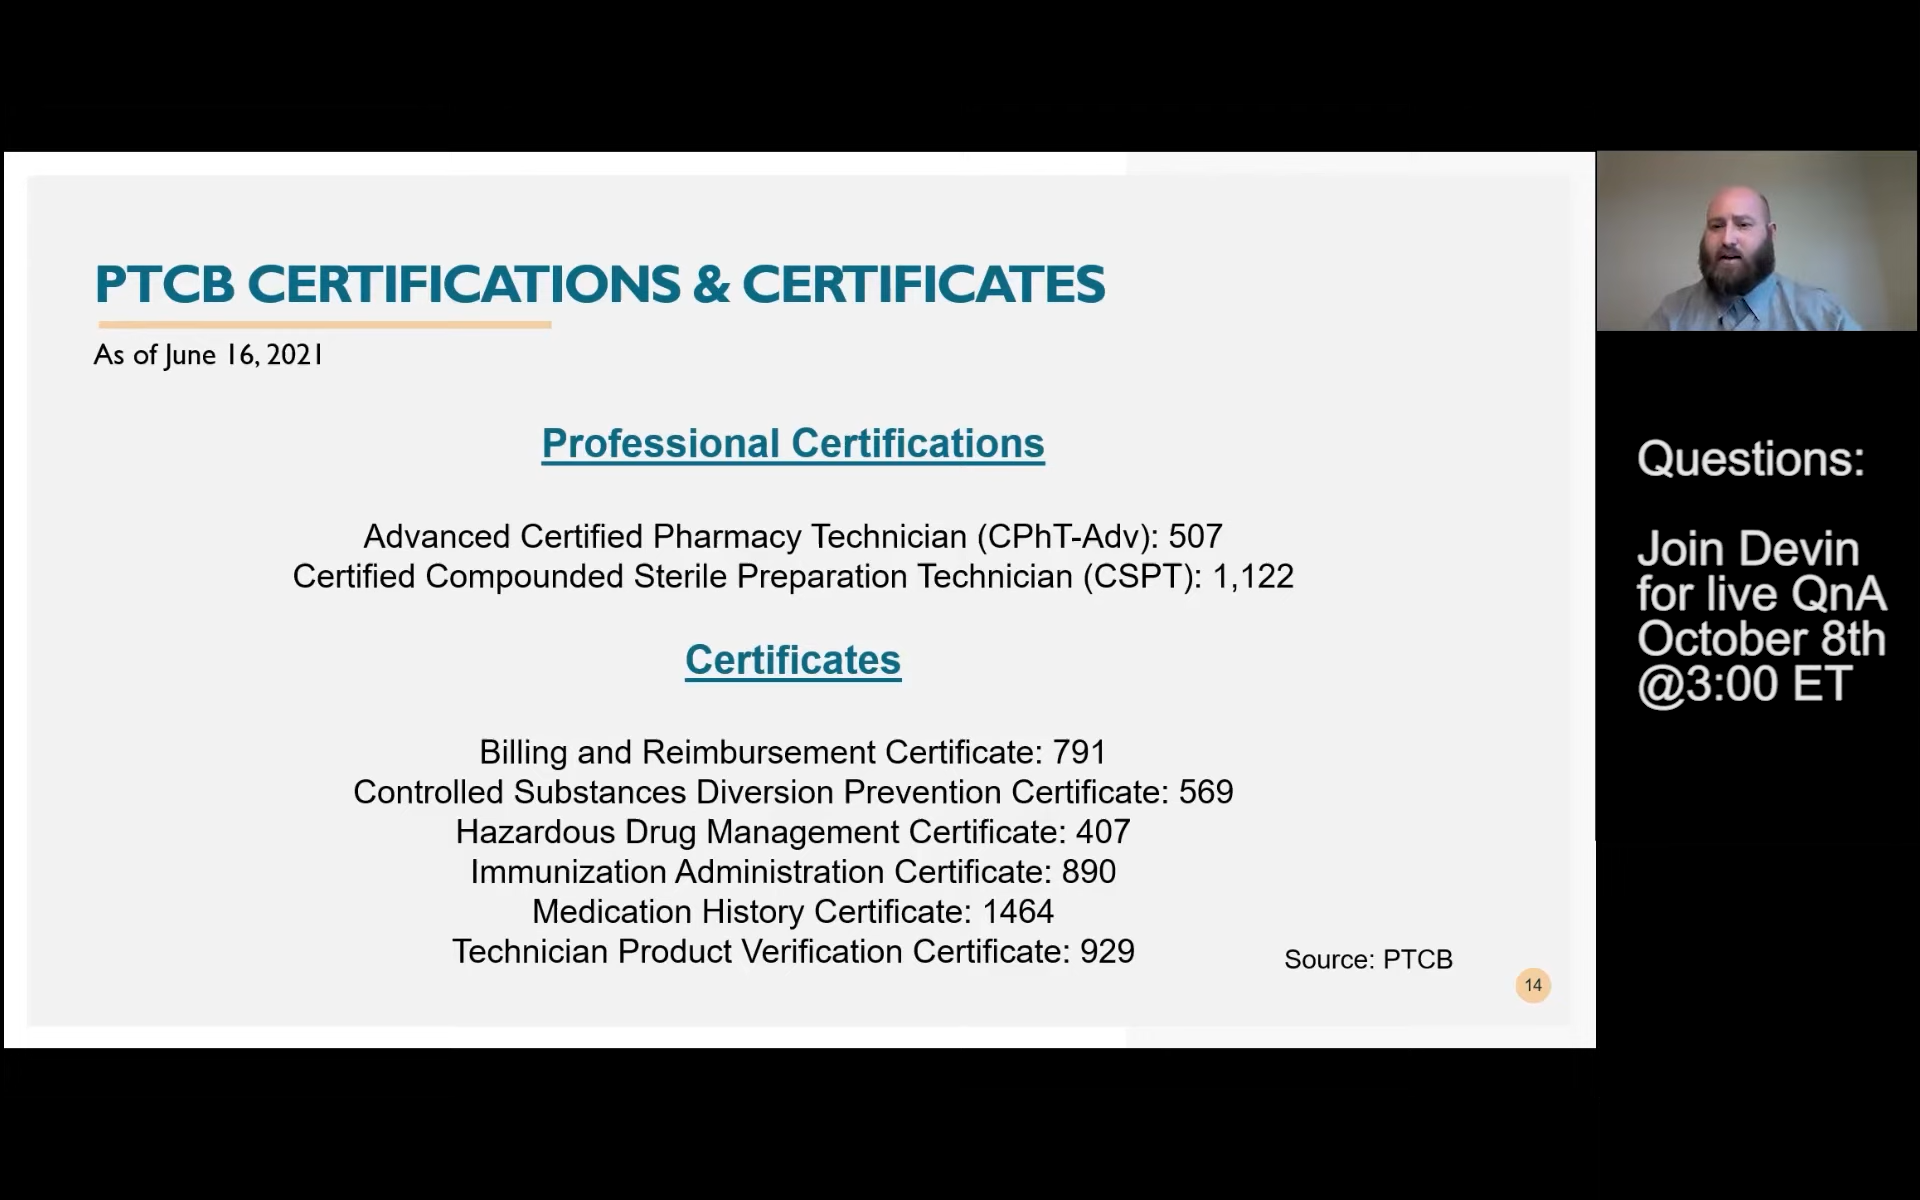 PTCB CERTIFICATIONS & CERTIFICATES
As of June 16, 2021
Professional Certifications
Advanced Certified Pharmacy Technician (CPhT-Adv): 507
Certified Compounded Sterile Preparation Technician (CSPT): 1,122
Certificates
Billing and Reimbursement Certificate: 791
Controlled Substances Diversion Prevention Certificate: 569
Hazardous Drug Management Certificate: 407
Immunization Administration Certificate: 890
Medication History Certificate: 1464
Technician Product Verification Certificate: 929
Source: PTCB
14
Questions:
Join Devin
for live QnA
October 8th
@3:00 ET